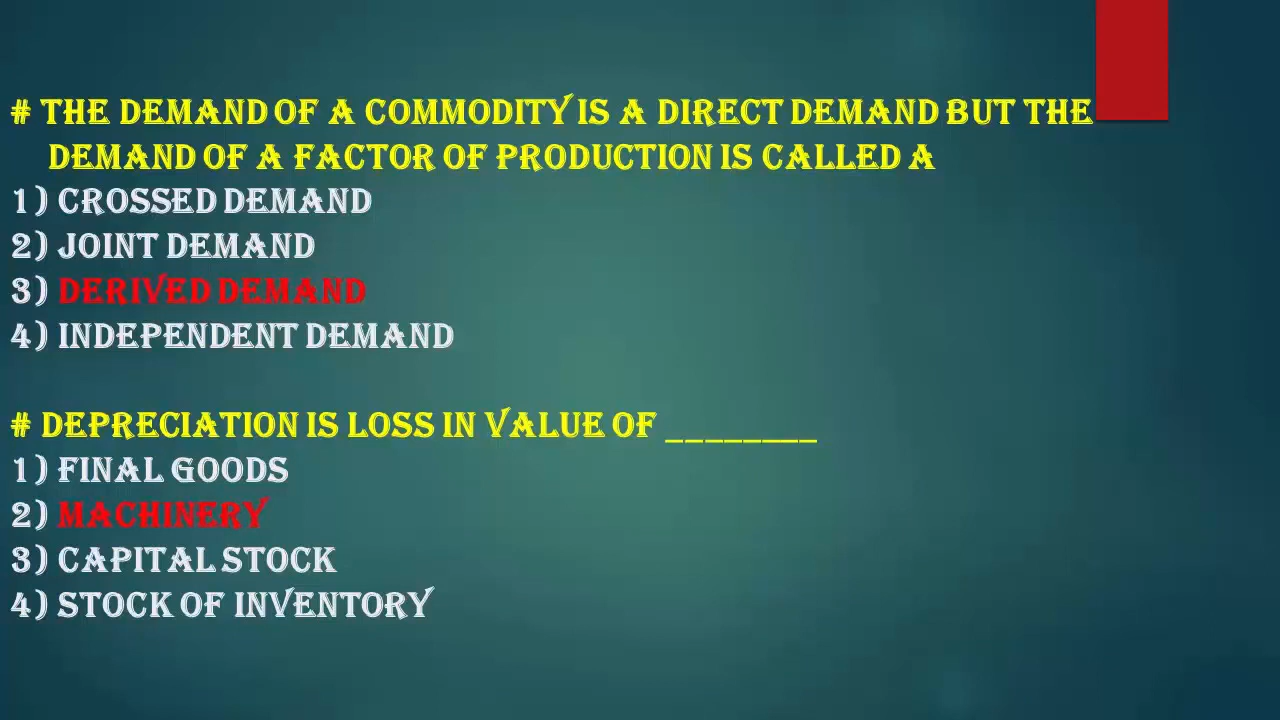 # THE DEMAND OF A COMMODITY IS A DIRECT DEMAND BUT THE
DEMAND OF A FACTOR OF PRODUCTION IS CALLED A
1) CROSSED DEMAND
2) JOINT DEMAND
3) DERIVED DEMAND
4) INDEPENDENT DEMAND
# DEPRECIATION IS LOSS IN VALUE OF ________
1) FINAL GOODS
2) MACHINERY
3) CAPITAL STOCK
4) STOCK OF INVENTORY